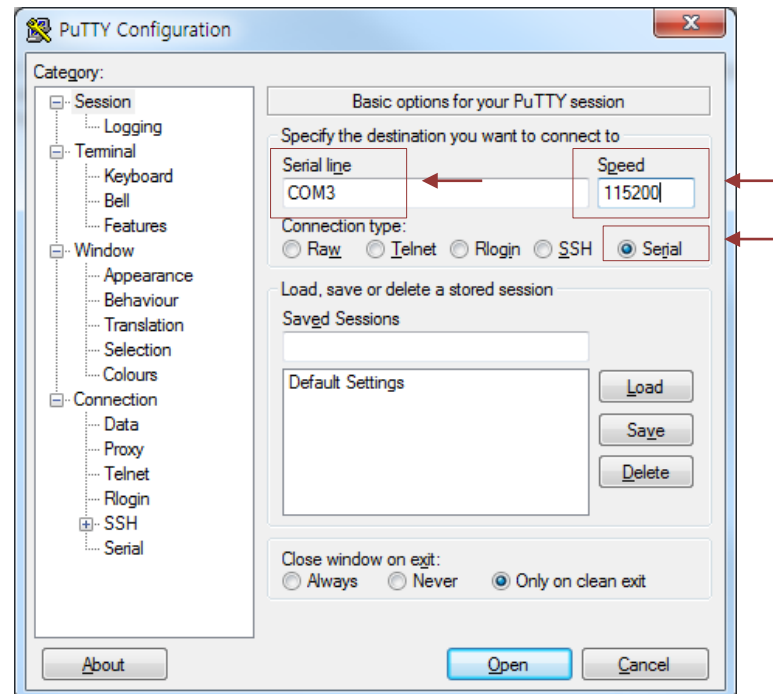 PuTTY Configuration
Category:
Session
Logging
Terminal
Keyboard
Bell
Features
Window
Appearance
Behaviour
Translation
Selection
Colours
Connection
Data
Proxy
Telnet
Rlogin
SSH
Serial
Basic options for your PuTTY session
Specify the destination you want to connect to
Serial line Speed
COM3 115200
Connection type:
Raw Telnet Rlogin SSH Serial
Load, save or delete a stored session
Saved Sessions
Default Settings
Load
Save
Delete
Close window on exit:
Always Never Only on clean exit
About Open Cancel